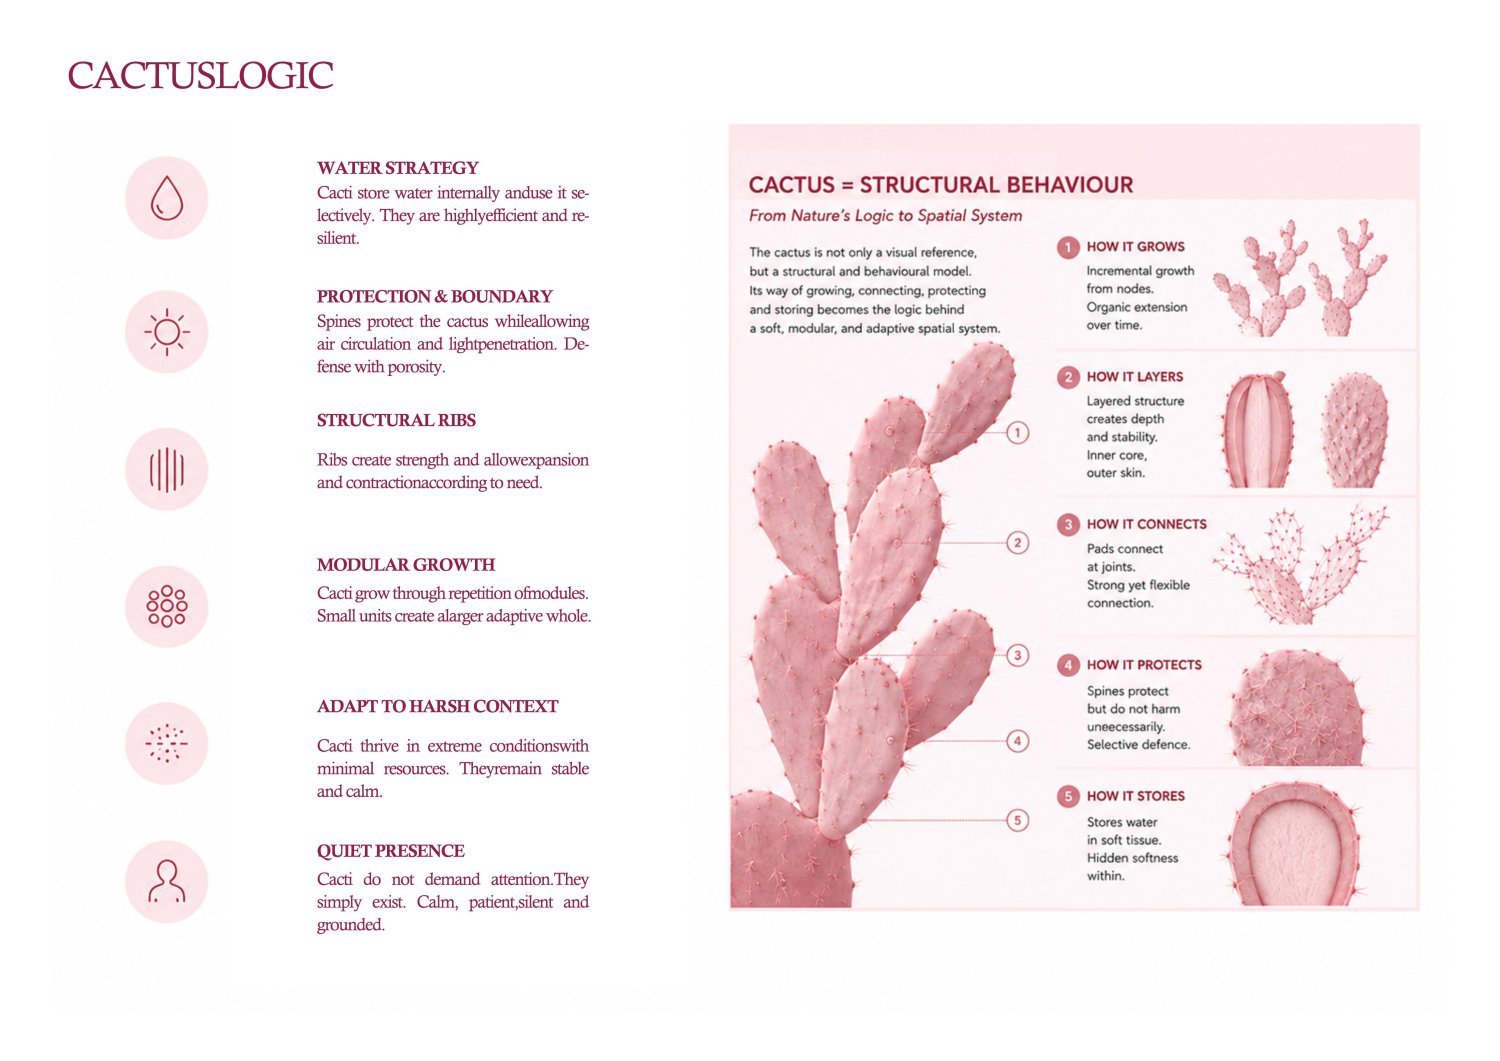 CACTUSLOGIC
WATER STRATEGY
Cacti store water internally anduse it se-
lectively. They are highlyefficient and re-
silient.
PROTECTION & BOUNDARY
Spines protect the cactus whileallowing
air circulation and lightpenetration. De-
fense with porosity.
STRUCTURAL RIBS
Ribs create strength and allowexpansion
and contractionaccording to need.
MODULAR GROWTH
Cacti grow through repetition ofmodules.
Small units create alarger adaptive whole.
ADAPT TO HARSH CONTEXT
Cacti thrive in extreme conditionswith
minimal resources. Theyremain stable
and calm.
QUIET PRESENCE
Cacti do not demand attention.They
simply exist. Calm, patient,silent and
grounded.
CACTUS = STRUCTURAL BEHAVIOUR
From Nature's Logic to Spatial System
The cactus is not only a visual reference,
but a structural and behavioural model.
Its way of growing, connecting, protecting
and storing becomes the logic behind
a soft, modular, and adaptive spatial system.
1
2
3
4
5
1 HOW IT GROWS
Incremental growth
from nodes.
Organic extension
over time.
2 HOW IT LAYERS
Layered structure
creates depth
and stability.
Inner core,
outer skin.
3 HOW IT CONNECTS
Pads connect
at joints.
Strong yet flexible
connection.
4 HOW IT PROTECTS
Spines protect
but do not harm
uneecessarily.
Selective defence.
5 HOW IT STORES
Stores water
in soft tissue.
Hidden softness
within.